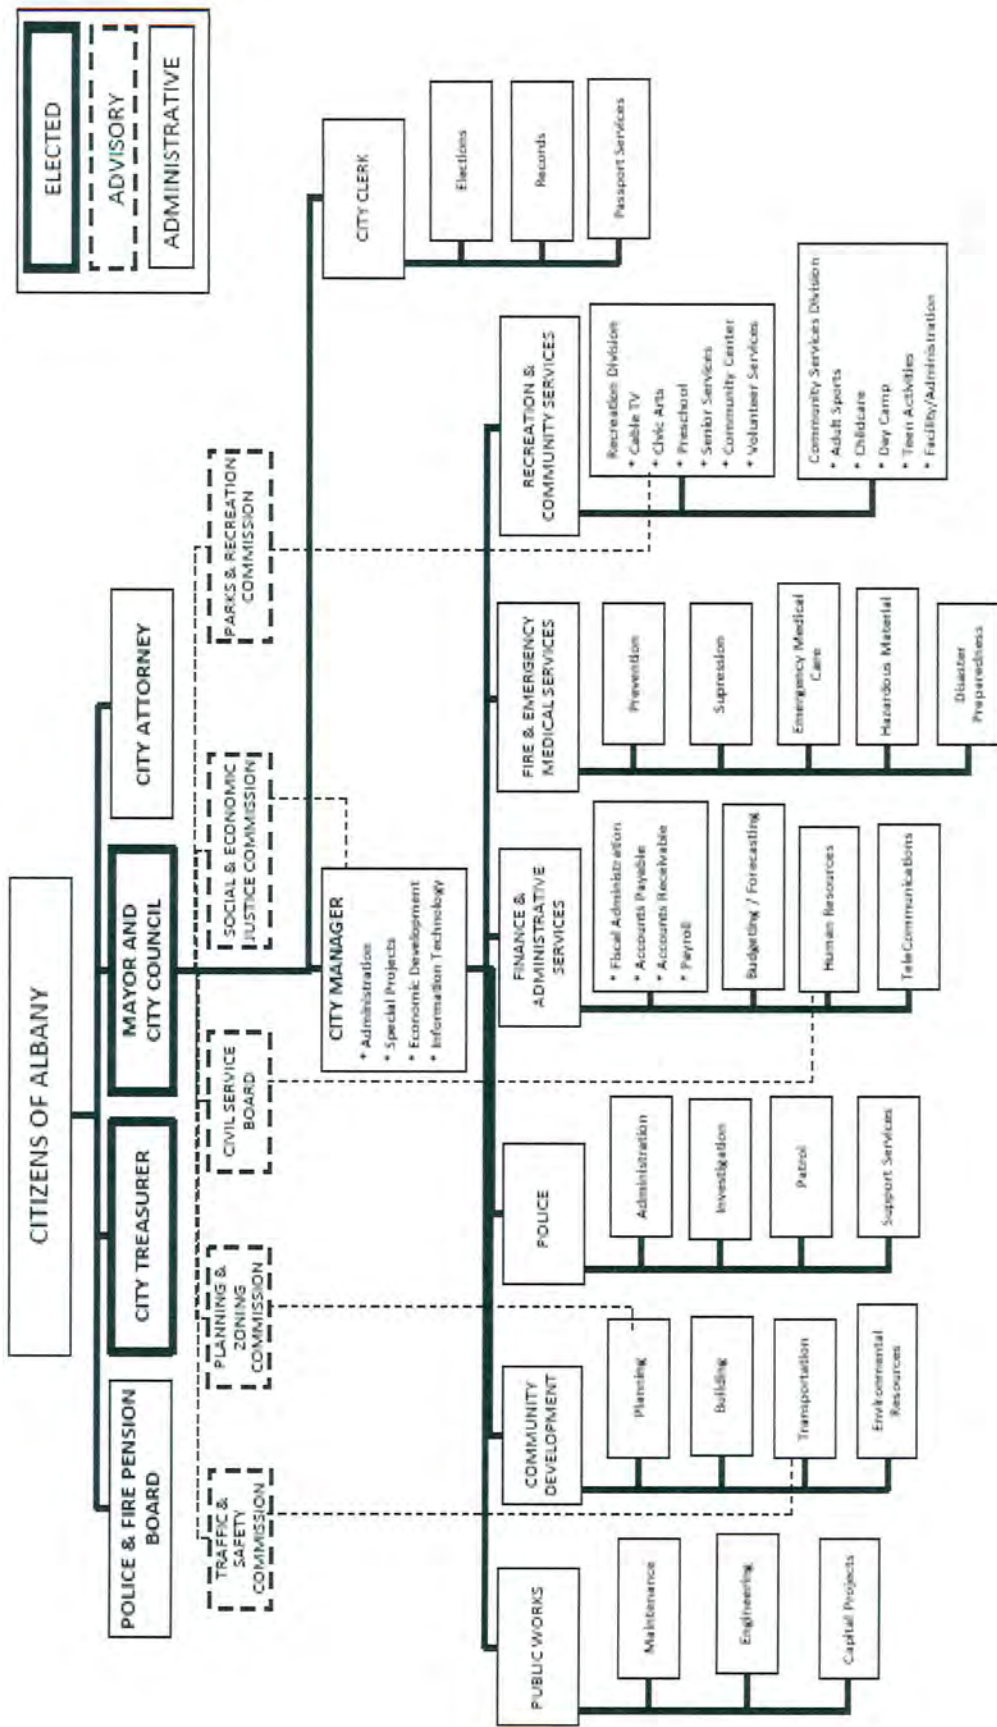 ELECTED
ADVISORY
ADMINISTRATIVE
CITIZENS OF ALBANY
POLICE & FIRE PENSION
BOARD
CITY TREASURER
MAYOR AND
CITY COUNCIL
CITY ATTORNEY
TRAFFIC &
SAFETY
COMMISSION
PLANNING &
ZONING
COMMISSION
CIVIL SERVICE
BOARD
SOCIAL & ECONOMIC
JUSTICE COMMISSION
PARKS & RECREATION
COMMISSION
CITY MANAGER
* Administration
* Special Projects
* Economic Development
* Information Technology
CITY CLERK
Elections
Records
Passport Services
PUBLIC WORKS
Maintenance
Engineering
Capital Projects
COMMUNITY
DEVELOPMENT
Planning
Building
Transportation
Environmental
Resources
POLICE
Administration
Investigation
Patrol
Support Services
FINANCE &
ADMINISTRATIVE
SERVICES
* Fiscal Administration
* Accounts Payable
* Accounts Receivable
* Payroll
Budgeting / Forecasting
Human Resources
TeleCommunications
FIRE & EMERGENCY
MEDICAL SERVICES
Prevention
Supression
Emergency Medical
Care
Hazardous Material
Disaster
Preparedness
RECREATION &
COMMUNITY SERVICES
Recreation Division
* Cable TV
* Civic Arts
* Preschool
* Senior Services
* Community Center
* Volunteer Services
Community Services Division
* Adult Sports
* Childcare
* Day Camp
* Teen Activities
* Facility/Administration